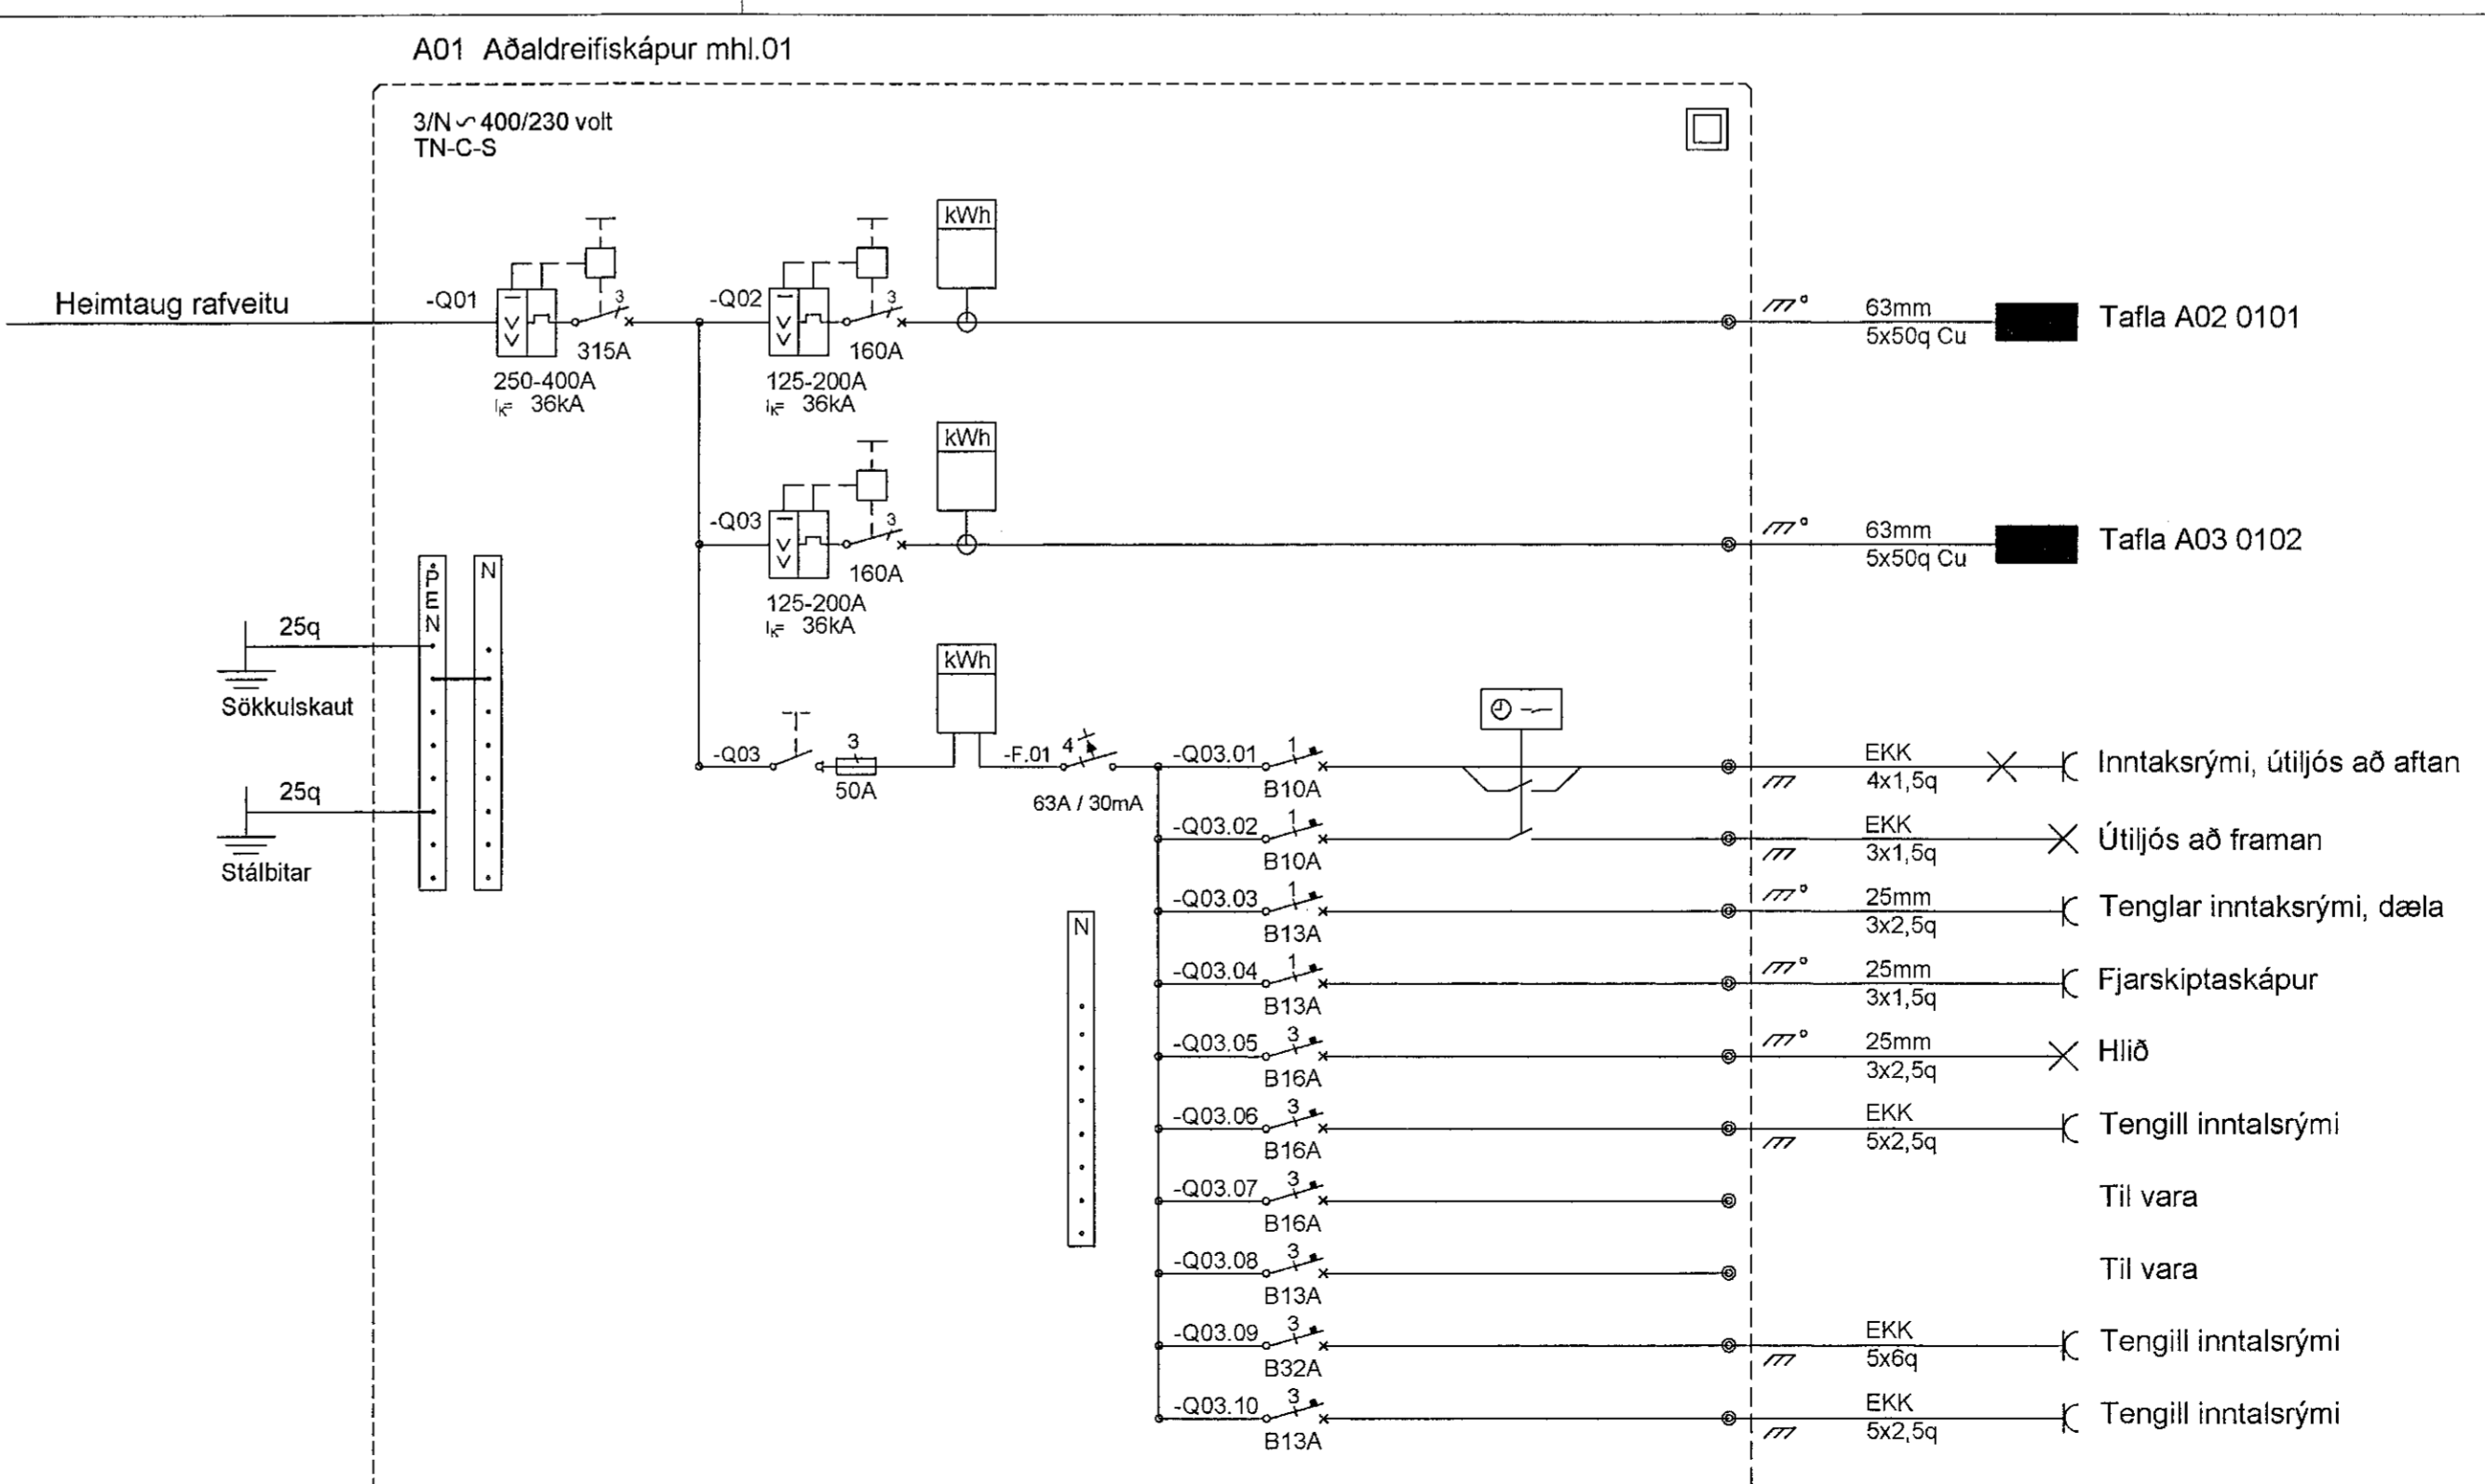 A01 Aðaldreifiskápur mhl.01
3/N ~ 400/230 volt
TN-C-S
Heimtaug rafveitu
-Q01
3
315A
250-400A
IK= 36kA
-Q02
3
160A
125-200A
IK= 36kA
kWh
63mm
5x50q Cu
Tafla A02 0101
-Q03
3
160A
125-200A
IK= 36kA
kWh
63mm
5x50q Cu
Tafla A03 0102
PEN
N
25q
Sökkulskaut
25q
Stálbitar
-Q03
3
50A
kWh
-F.01
4
63A / 30mA
N
-Q03.01
1
B10A
EKK
4x1,5q
Inntaksrými, útiljós að aftan
-Q03.02
1
B10A
EKK
3x1,5q
Útiljós að framan
-Q03.03
1
B13A
25mm
3x2,5q
Tenglar inntaksrými, dæla
-Q03.04
1
B13A
25mm
3x1,5q
Fjarskiptaskápur
-Q03.05
3
B16A
25mm
3x2,5q
Hlið
-Q03.06
3
B16A
EKK
5x2,5q
Tengill inntalsrými
-Q03.07
3
B16A
Til vara
-Q03.08
3
B13A
Til vara
-Q03.09
3
B32A
EKK
5x6q
Tengill inntalsrými
-Q03.10
3
B13A
EKK
5x2,5q
Tengill inntalsrými